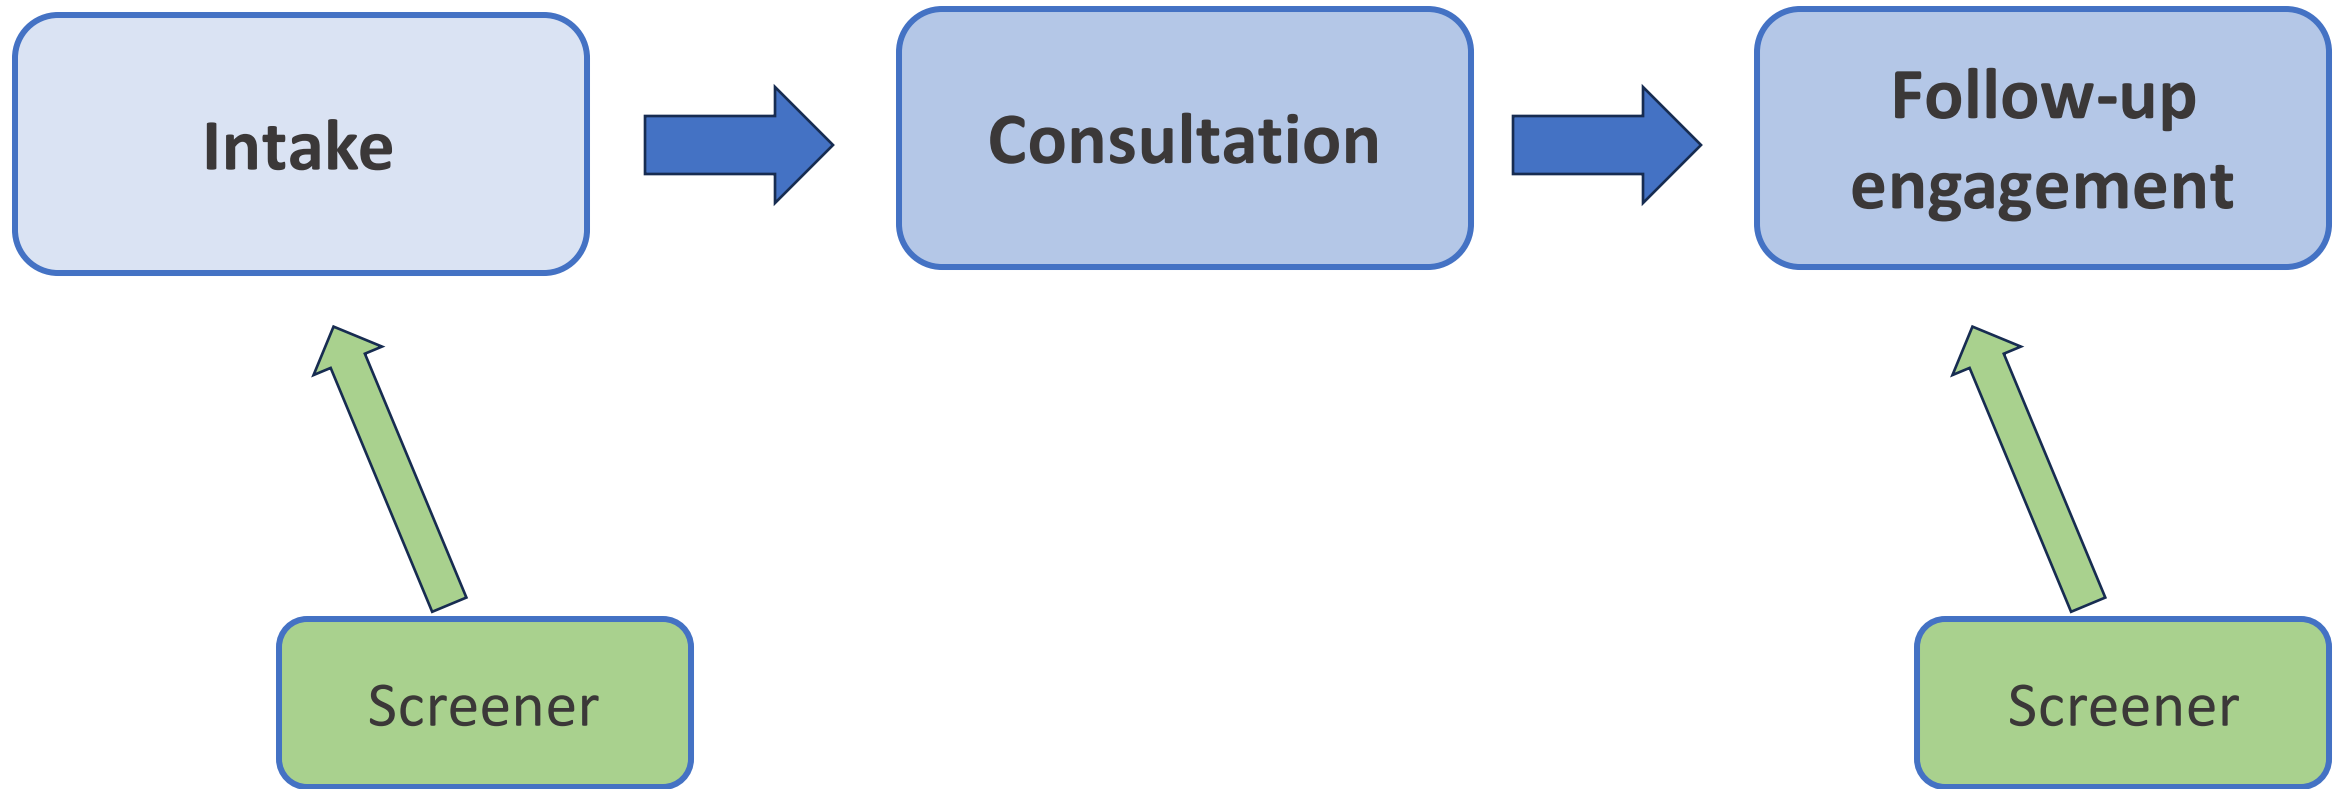 Intake
Consultation
Follow-up
engagement
Screener
Screener